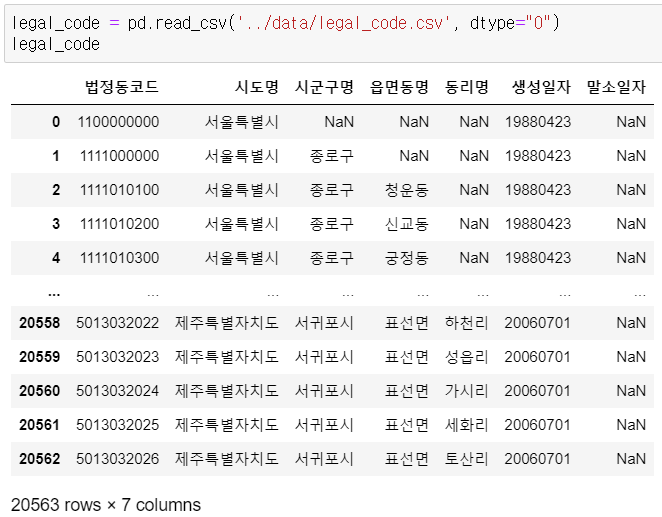 legal_code = pd.read_csv('../data/legal_code.csv', dtype="O")
legal_code
법정동코드 시도명 시군구명 읍면동명 동리명 생성일자 말소일자
0 1100000000 서울특별시 NaN NaN NaN 19880423 NaN
1 1111000000 서울특별시 종로구 NaN NaN 19880423 NaN
2 1111010100 서울특별시 종로구 청운동 NaN 19880423 NaN
3 1111010200 서울특별시 종로구 신교동 NaN 19880423 NaN
4 1111010300 서울특별시 종로구 궁정동 NaN 19880423 NaN
... ... ... ... ... ... ... ...
20558 5013032022 제주특별자치도 서귀포시 표선면 하천리 20060701 NaN
20559 5013032023 제주특별자치도 서귀포시 표선면 성읍리 20060701 NaN
20560 5013032024 제주특별자치도 서귀포시 표선면 가시리 20060701 NaN
20561 5013032025 제주특별자치도 서귀포시 표선면 세화리 20060701 NaN
20562 5013032026 제주특별자치도 서귀포시 표선면 토산리 20060701 NaN
20563 rows × 7 columns